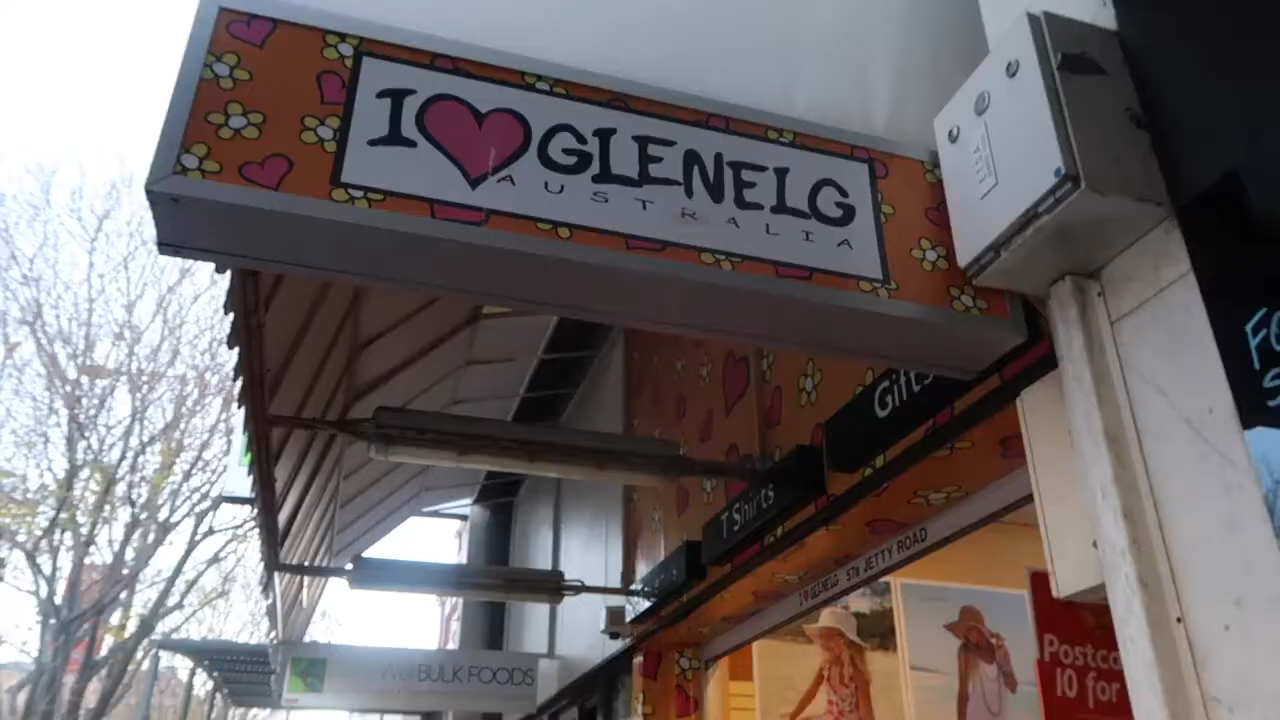 I GLENELG
AUSTRALIA
Gifts
T Shirts
I GLENELG 57B JETTY ROAD
BULK FOODS
Postc
10 for